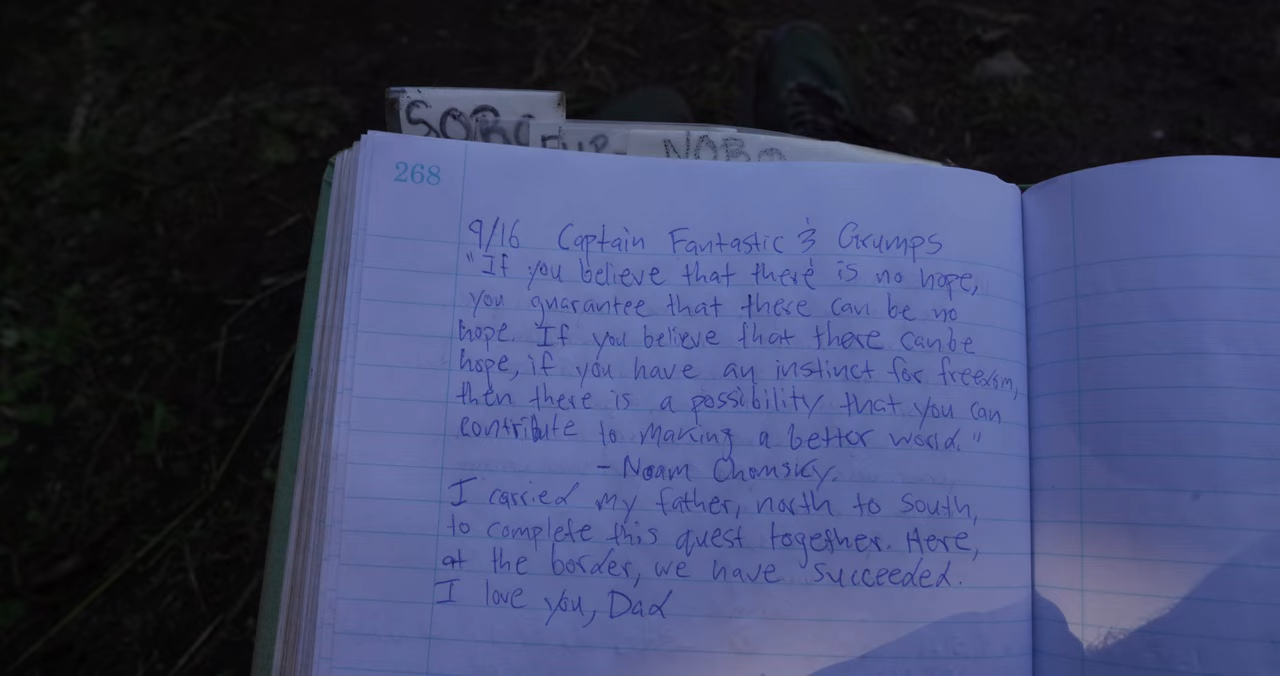 SOBO
NOBO
268
9/16 Captain Fantastic & Grumps
"If you believe that there is no hope,
you guarantee that there can be no
hope. If you believe that there can be
hope, if you have an instinct for freedom,
then there is a possibility that you can
contribute to making a better world."
- Noam Chomsky.
I carried my father, north to south,
to complete this quest together. Here,
at the border, we have succeeded.
I love you, Dad